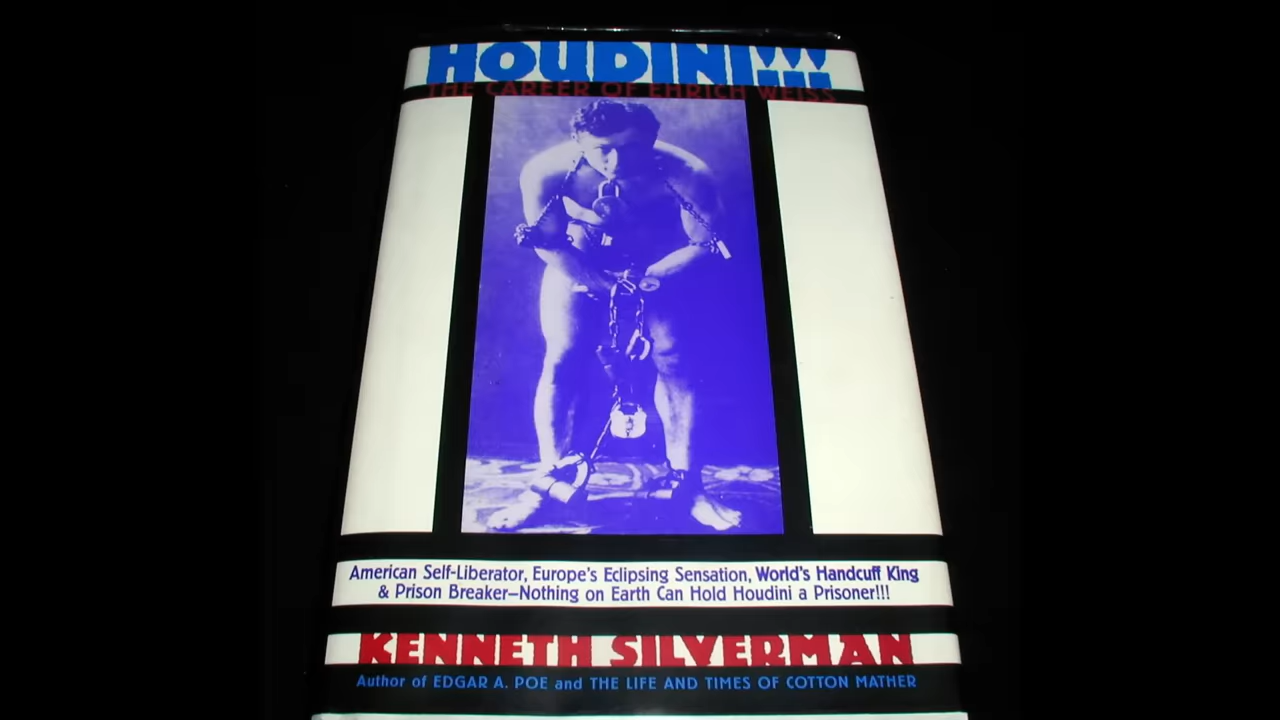 HOUDINI!!!
THE CAREER OF EHRICH WEISS
American Self-Liberator, Europe's Eclipsing Sensation, World's Handcuff King
& Prison Breaker—Nothing on Earth Can Hold Houdini a Prisoner!!!
KENNETH SILVERMAN
Author of EDGAR A. POE and THE LIFE AND TIMES OF COTTON MATHER